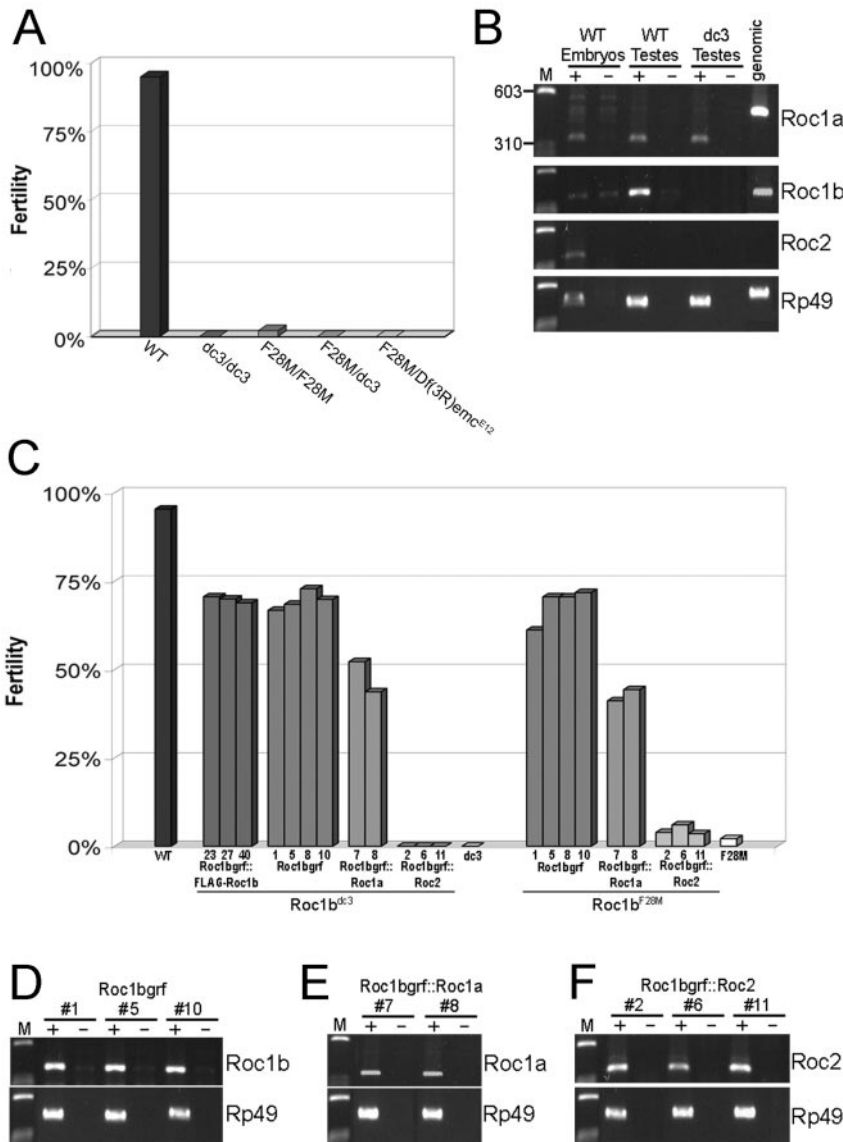 A
100%
75%
50%
25%
0%
Fertility
WT
dc3/dc3
F28M/F28M
F28M/dc3
F28M/Df(3R)emcE12
B
WT Embryos
WT Testes
dc3 Testes
genomic
M + − + − + −
603
310
Roc1a
Roc1b
Roc2
Rp49
C
100%
75%
50%
25%
0%
Fertility
WT
23 27 40
Roc1bgrf::
FLAG-Roc1b
1 5 8 10
Roc1bgrf
7 8
Roc1bgrf::
Roc1a
2 6 11
Roc1bgrf::
Roc2
dc3
Roc1bdc3
1 5 8 10
Roc1bgrf
7 8
Roc1bgrf::
Roc1a
2 6 11
Roc1bgrf::
Roc2
F28M
Roc1bF28M
D
Roc1bgrf
#1 #5 #10
M + − + − + −
Roc1b
Rp49
E
Roc1bgrf::Roc1a
#7 #8
M + − + −
Roc1a
Rp49
F
Roc1bgrf::Roc2
#2 #6 #11
M + − + − + −
Roc2
Rp49